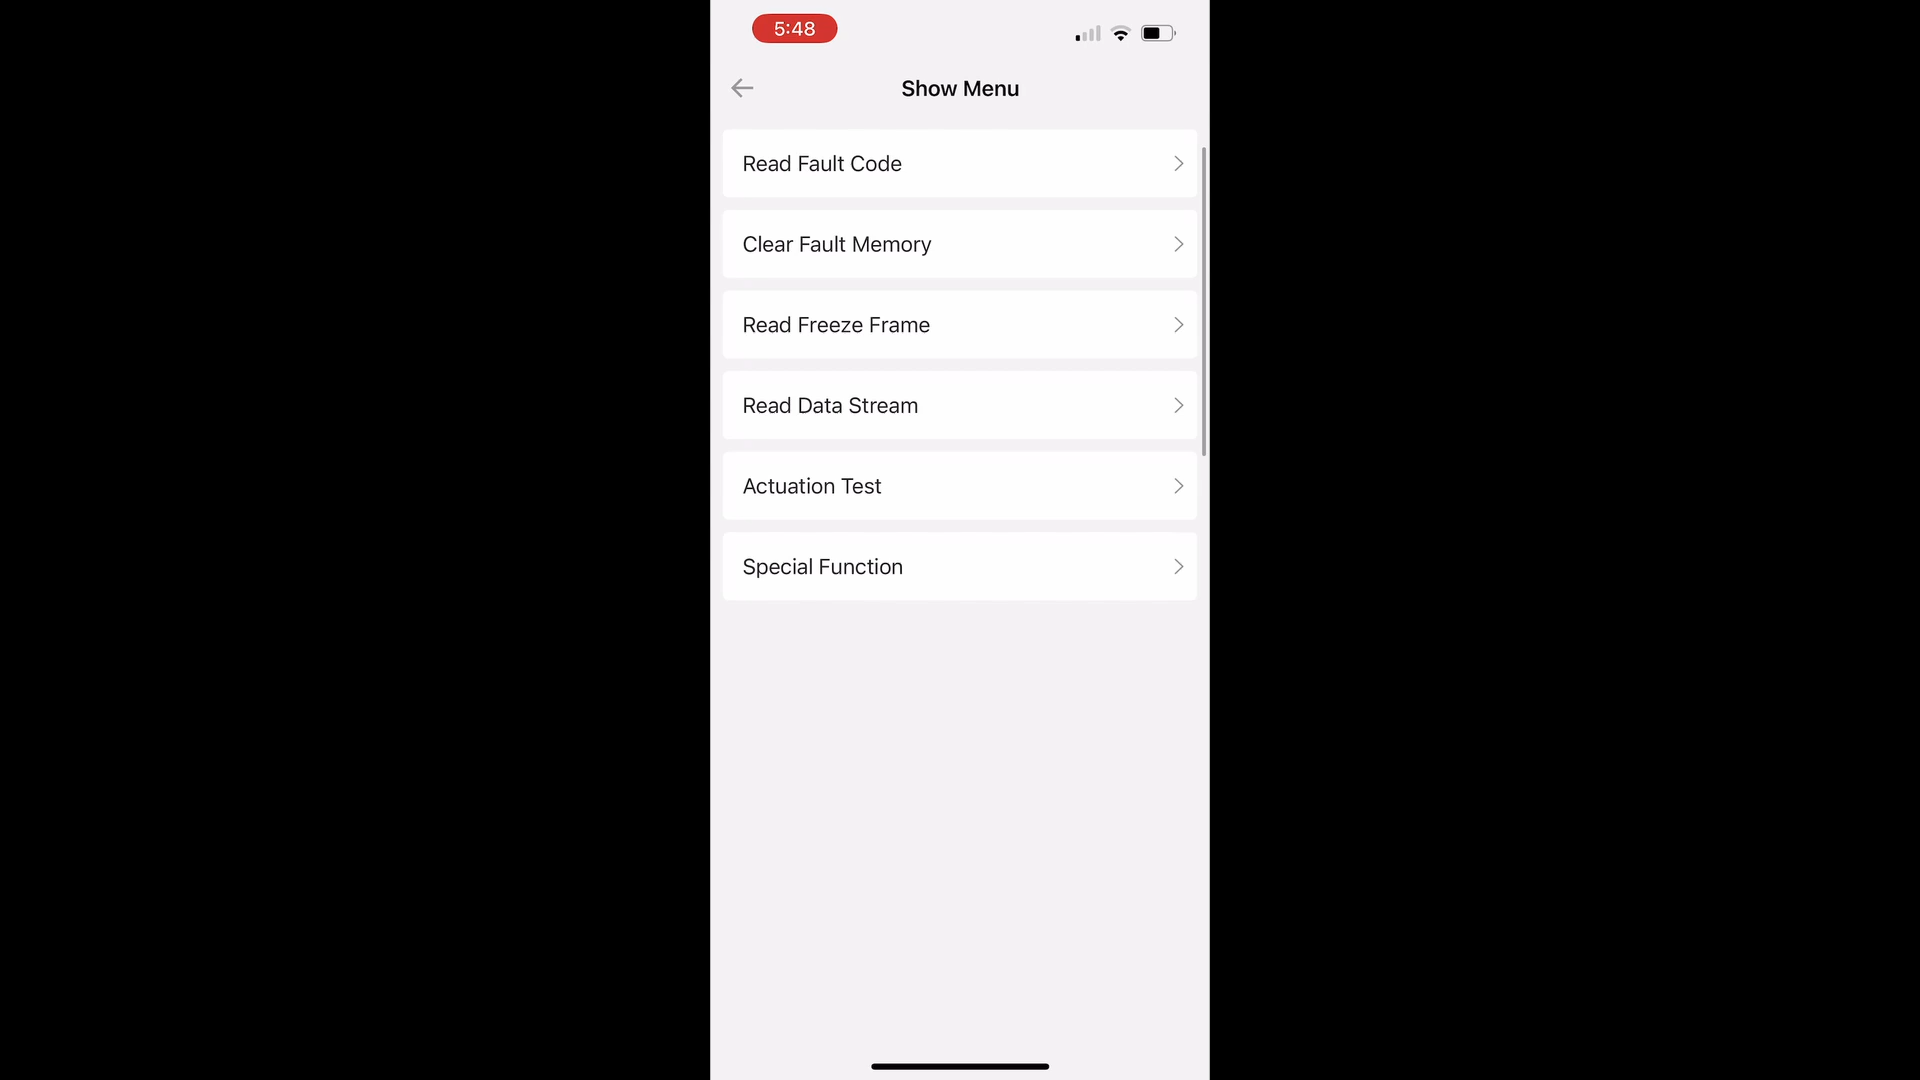 5:48
Show Menu
Read Fault Code
Clear Fault Memory
Read Freeze Frame
Read Data Stream
Actuation Test
Special Function